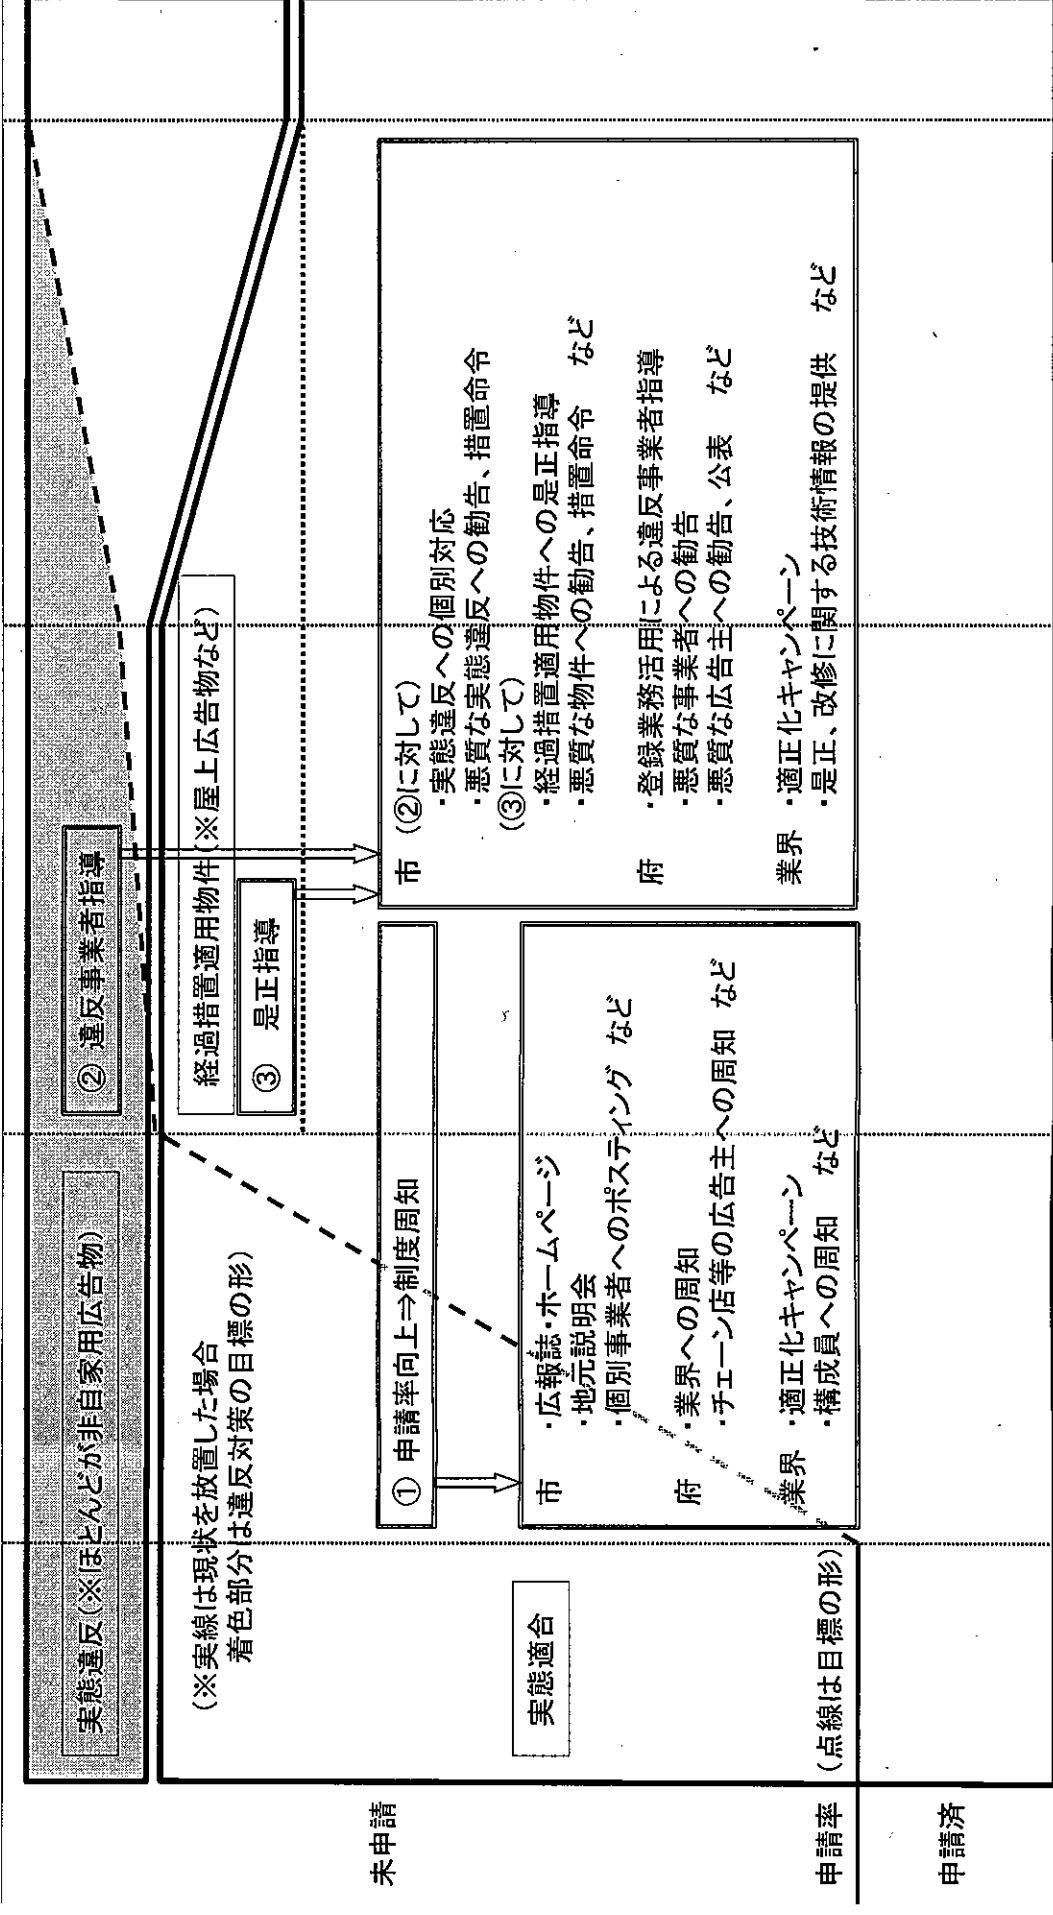 実態違反(※ほとんどが非自家用広告物)
② 違反事業者指導
(※実線は現状を放置した場合
着色部分は違反対策の目標の形)
経過措置適用物件(※屋上広告物など)
③ 是正指導
未申請
① 申請率向上⇒制度周知
実態適合
市 ・広報誌・ホームページ
・地元説明会
・個別事業者へのポスティング など
府 ・業界への周知
・チェーン店等の広告主への周知 など
業界 ・適正化キャンペーン
・構成員への周知 など
市 (②に対して)
・実態違反への個別対応
・悪質な実態違反への勧告、措置命令
(③に対して)
・経過措置適用物件への是正指導
・悪質な物件への勧告、措置命令 など
府 ・登録業務活用による違反事業者指導
・悪質な事業者への勧告
・悪質な広告主への勧告、公表 など
業界 ・適正化キャンペーン
・是正、改修に関する技術情報の提供 など
申請率
(点線は目標の形)
申請済